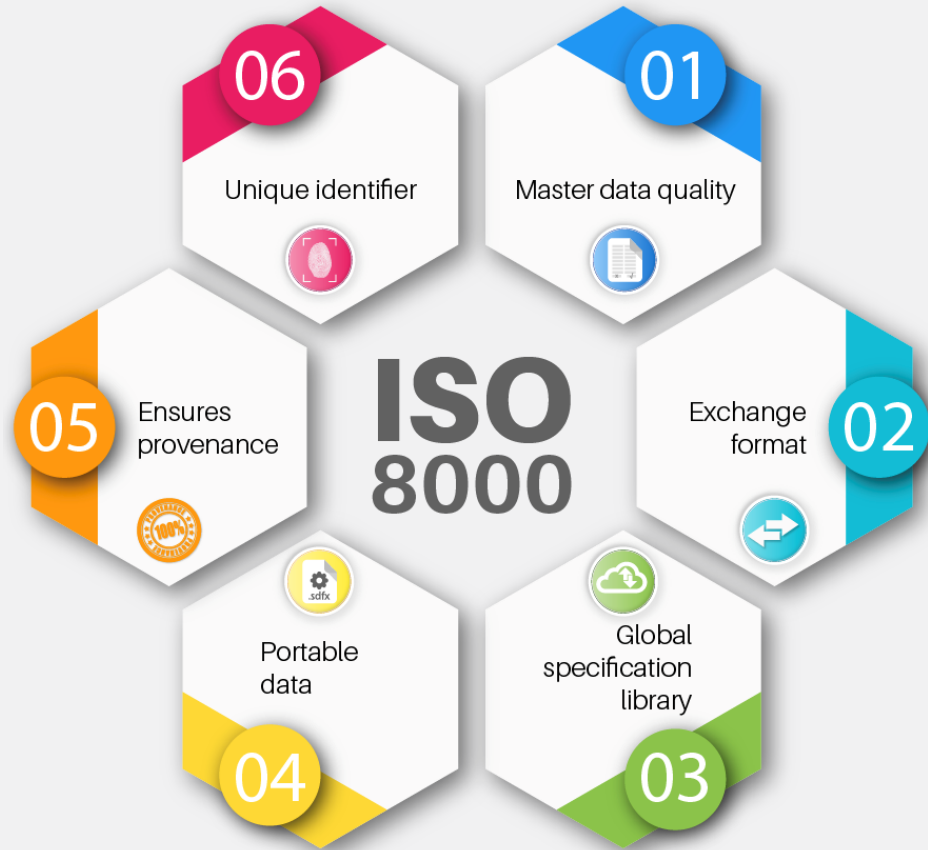 ISO
8000
01
Master data quality
02
Exchange
format
03
Global
specification
library
04
.sdfx
Portable
data
05
Ensures
provenance
100%
06
Unique identifier